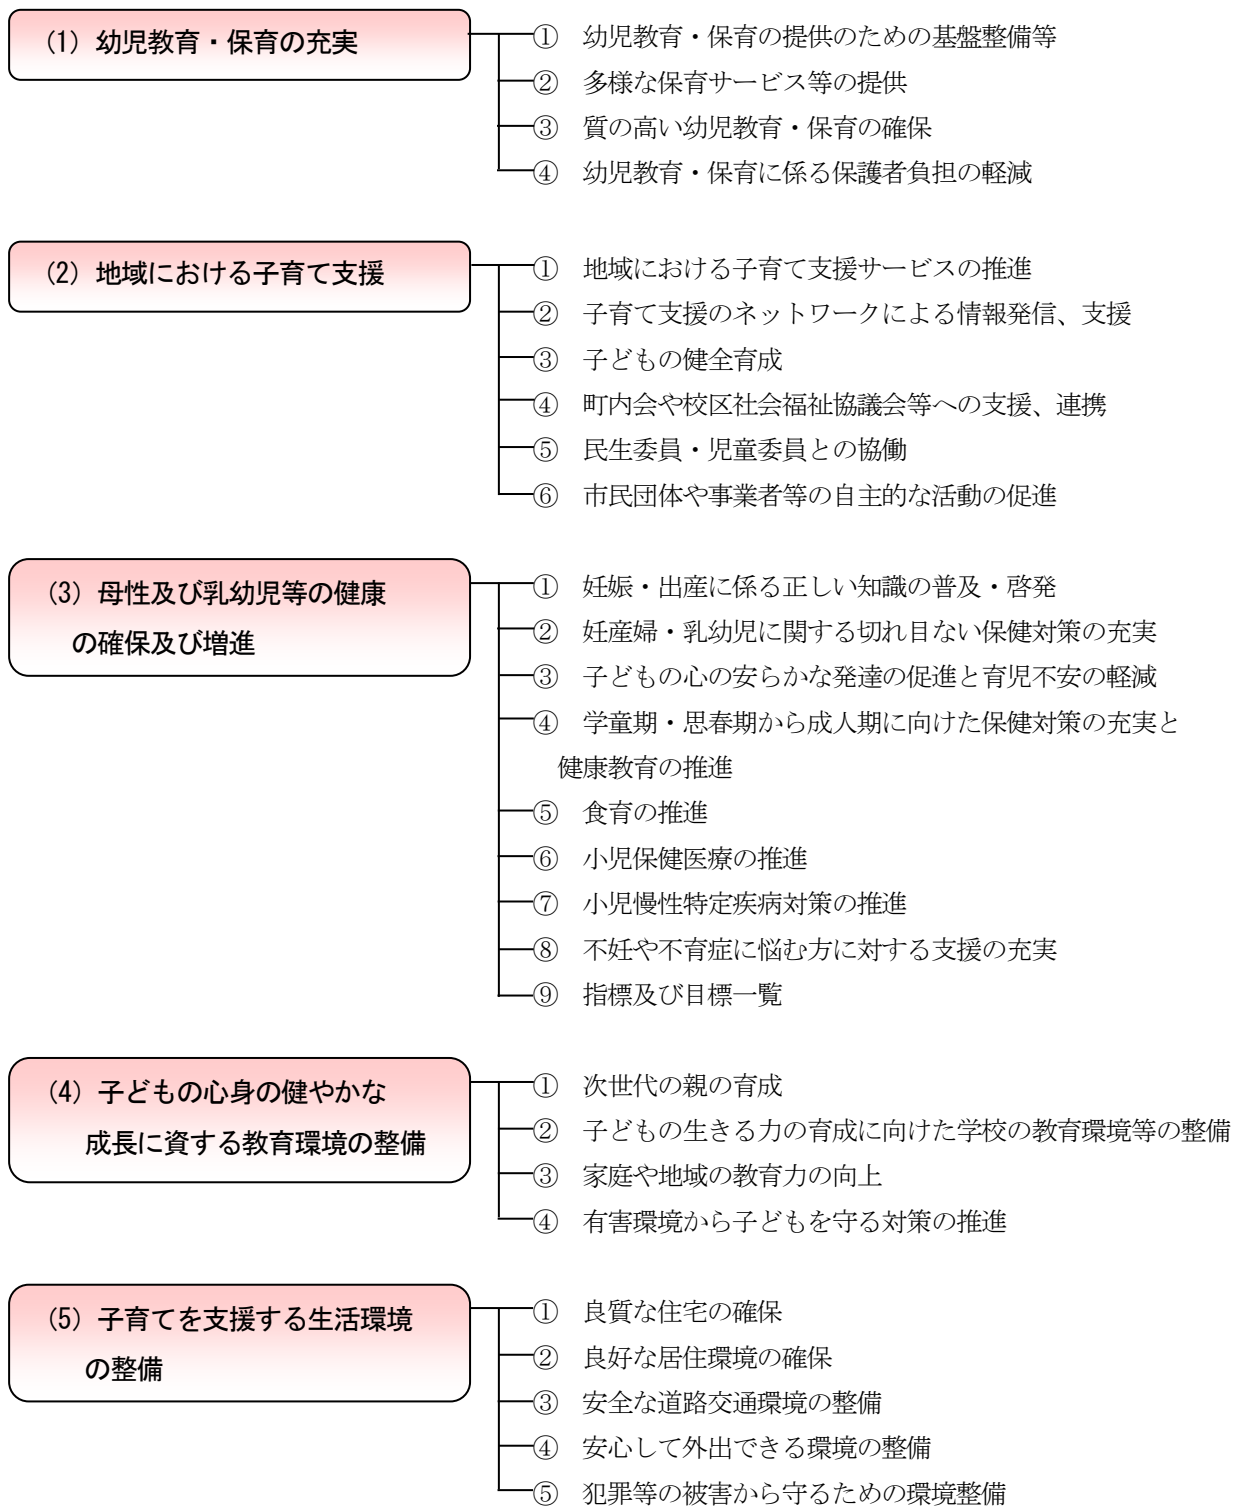 (1) 幼児教育・保育の充実
① 幼児教育・保育の提供のための基盤整備等
② 多様な保育サービス等の提供
③ 質の高い幼児教育・保育の確保
④ 幼児教育・保育に係る保護者負担の軽減
(2) 地域における子育て支援
① 地域における子育て支援サービスの推進
② 子育て支援のネットワークによる情報発信、支援
③ 子どもの健全育成
④ 町内会や校区社会福祉協議会等への支援、連携
⑤ 民生委員・児童委員との協働
⑥ 市民団体や事業者等の自主的な活動の促進
(3) 母性及び乳幼児等の健康
の確保及び増進
① 妊娠・出産に係る正しい知識の普及・啓発
② 妊産婦・乳幼児に関する切れ目ない保健対策の充実
③ 子どもの心の安らかな発達の促進と育児不安の軽減
④ 学童期・思春期から成人期に向けた保健対策の充実と
健康教育の推進
⑤ 食育の推進
⑥ 小児保健医療の推進
⑦ 小児慢性特定疾病対策の推進
⑧ 不妊や不育症に悩む方に対する支援の充実
⑨ 指標及び目標一覧
(4) 子どもの心身の健やかな
成長に資する教育環境の整備
① 次世代の親の育成
② 子どもの生きる力の育成に向けた学校の教育環境等の整備
③ 家庭や地域の教育力の向上
④ 有害環境から子どもを守る対策の推進
(5) 子育てを支援する生活環境
の整備
① 良質な住宅の確保
② 良好な居住環境の確保
③ 安全な道路交通環境の整備
④ 安心して外出できる環境の整備
⑤ 犯罪等の被害から守るための環境整備